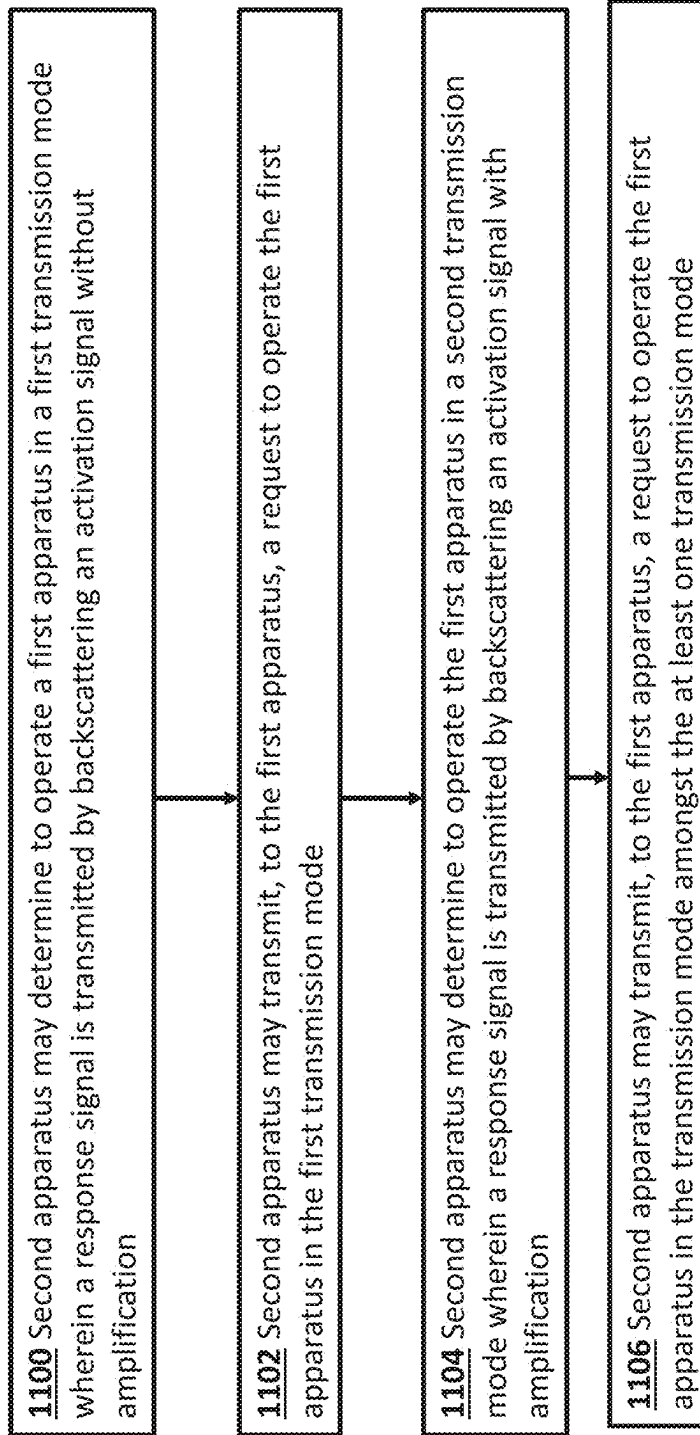 1100 Second apparatus may determine to operate a first apparatus in a first transmission mode
wherein a response signal is transmitted by backscattering an activation signal without
amplification
1102 Second apparatus may transmit, to the first apparatus, a request to operate the first
apparatus in the first transmission mode
1104 Second apparatus may determine to operate the first apparatus in a second transmission
mode wherein a response signal is transmitted by backscattering an activation signal with
amplification
1106 Second apparatus may transmit, to the first apparatus, a request to operate the first
apparatus in the transmission mode amongst the at least one transmission mode